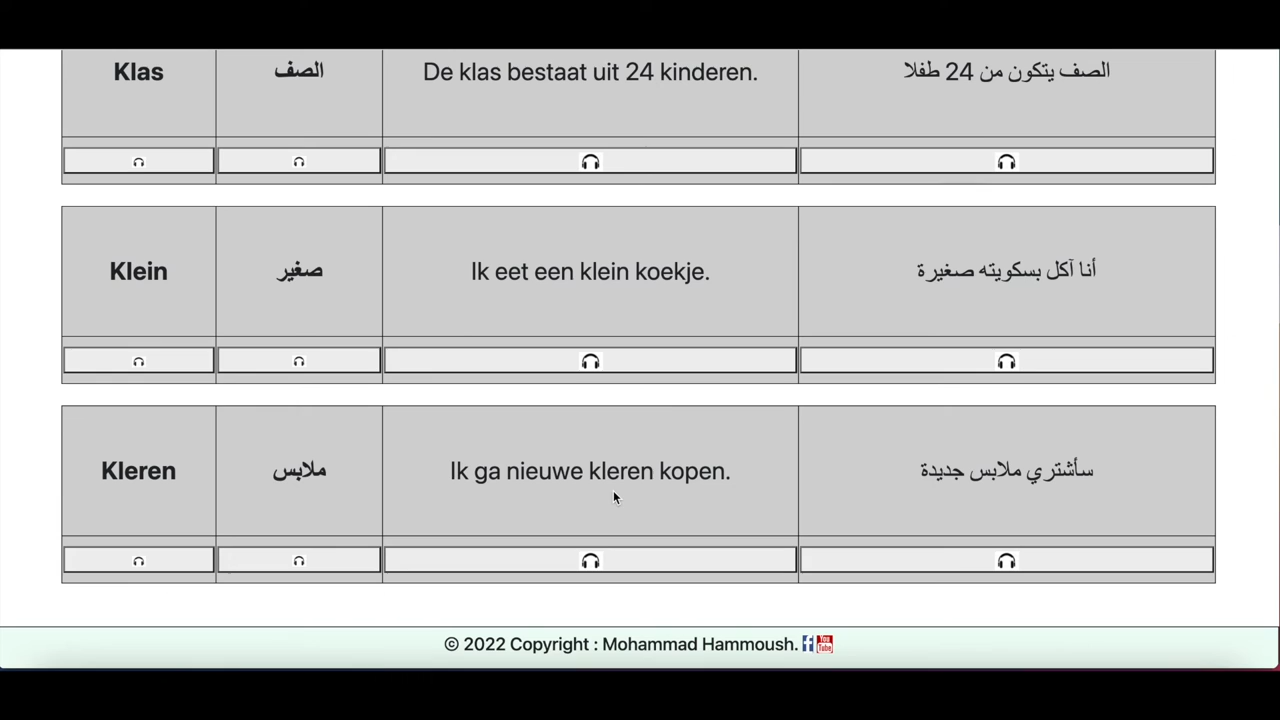 Klas
الصف
De klas bestaat uit 24 kinderen.
الصف يتكون من 24 طفلا
Klein
صغير
Ik eet een klein koekje.
أنا آكل بسكويته صغيرة
Kleren
ملابس
Ik ga nieuwe kleren kopen.
سأشتري ملابس جديدة
© 2022 Copyright : Mohammad Hammoush.
You Tube